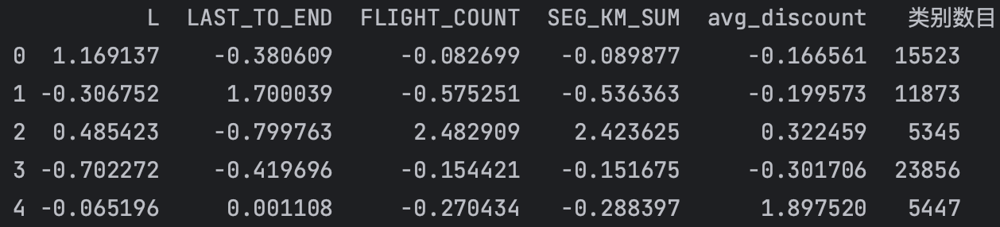 L LAST_TO_END FLIGHT_COUNT SEG_KM_SUM avg_discount 类别数目
0 1.169137 -0.380609 -0.082699 -0.089877 -0.166561 15523
1 -0.306752 1.700039 -0.575251 -0.536363 -0.199573 11873
2 0.485423 -0.799763 2.482909 2.423625 0.322459 5345
3 -0.702272 -0.419696 -0.154421 -0.151675 -0.301706 23856
4 -0.065196 0.001108 -0.270434 -0.288397 1.897520 5447